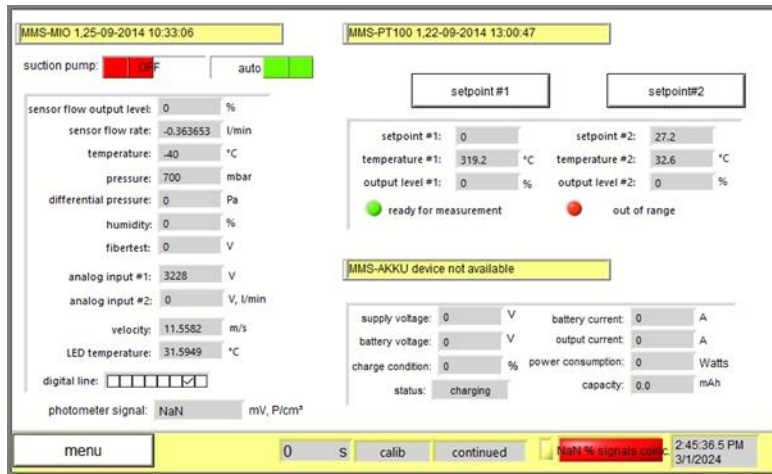 MMS-MIO 1,25-09-2014 10:33:06
suction pump: OFF auto
sensor flow output level: 0 %
sensor flow rate: -0.363653 l/min
temperature: -40 °C
pressure: 700 mbar
differential pressure: 0 Pa
humidity: 0 %
fibertest: 0 V
analog input #1: 3228 V
analog input #2: 0 V, l/min
velocity: 11.5582 m/s
LED temperature: 31.5949 °C
digital line:
photometer signal: NaN mV, P/cm³
MMS-PT100 1,22-09-2014 13:00:47
setpoint #1 setpoint#2
setpoint #1: 0 setpoint #2: 27.2
temperature #1: 319.2 °C temperature #2: 32.6 °C
output level #1: 0 % output level #2: 0 %
ready for measurement out of range
MMS-AKKU device not available
supply voltage: 0 V battery current: 0 A
battery voltage: 0 V output current: 0 A
charge condition: 0 % power consumption: 0 Watts
status: charging capacity: 0.0 mAh
menu 0 s calib continued NaN % signals coinc. 2:45:36.5 PM
3/1/2024